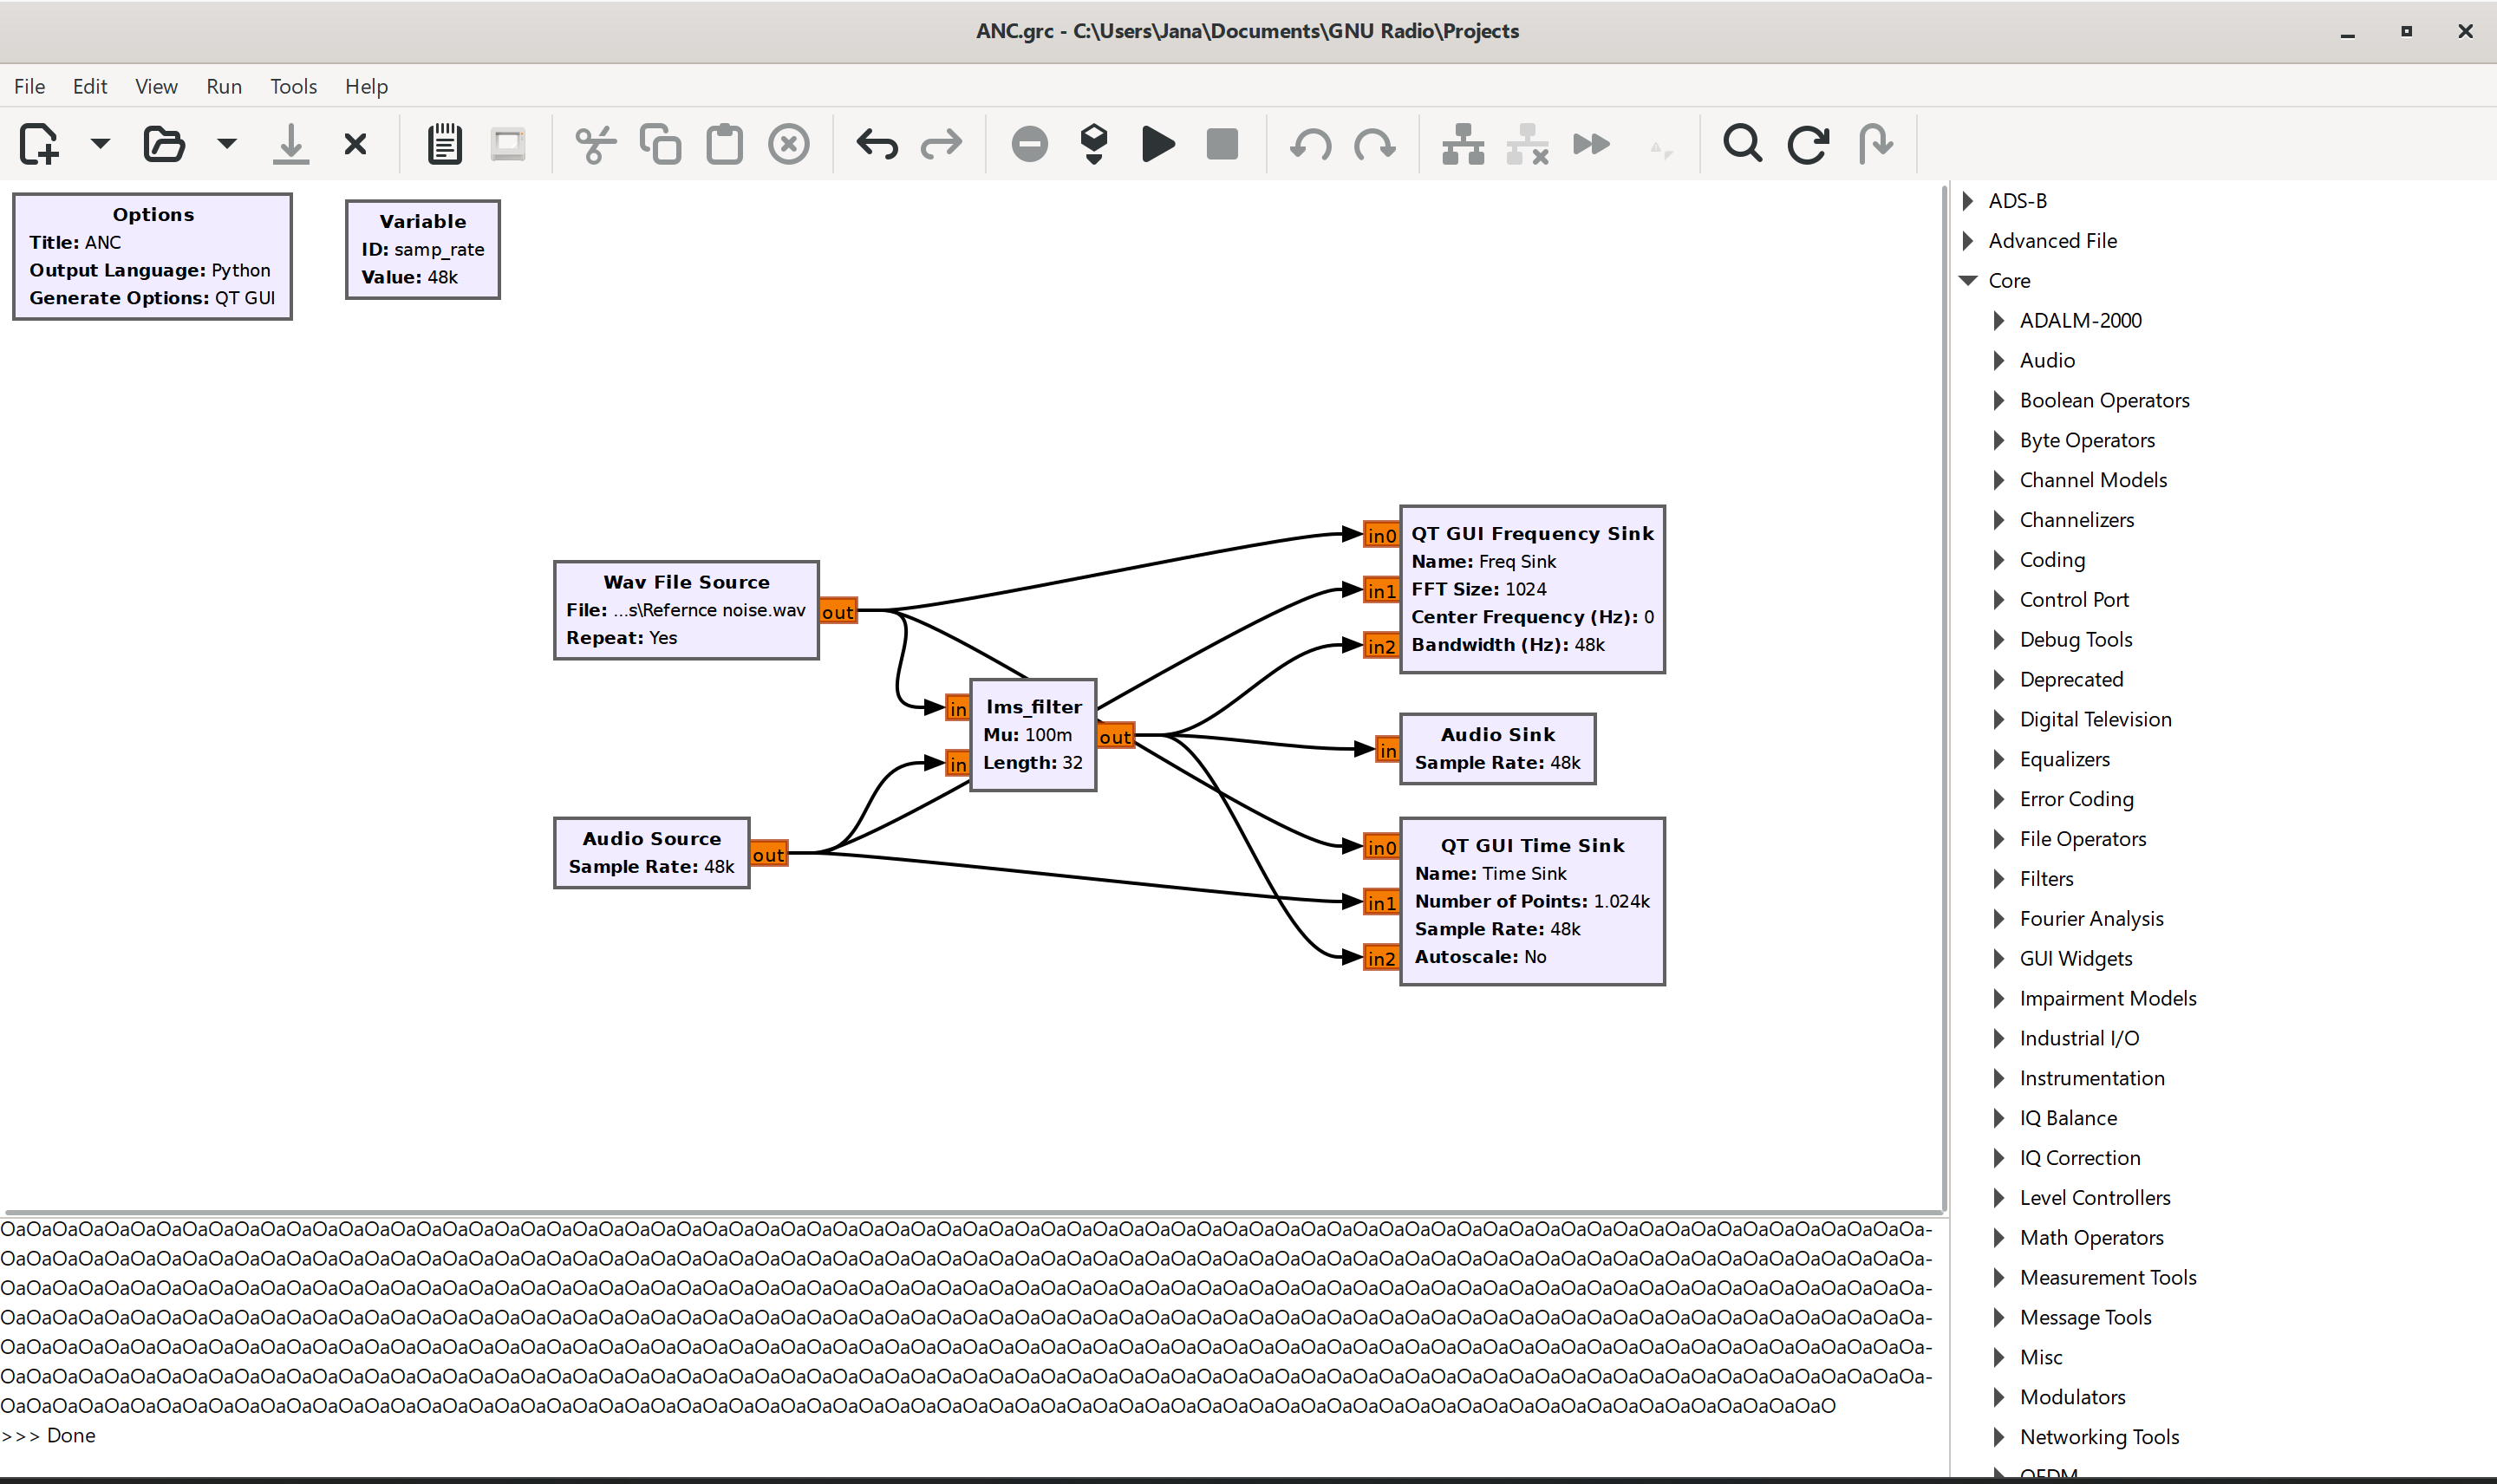 ANC.grc - C:\Users\Jana\Documents\GNU Radio\Projects
File Edit View Run Tools Help
Options
Title: ANC
Output Language: Python
Generate Options: QT GUI
Variable
ID: samp_rate
Value: 48k
Wav File Source
File: ...s\Refernce noise.wav
Repeat: Yes
out
Audio Source
Sample Rate: 48k
out
in
in
lms_filter
Mu: 100m
Length: 32
out
in0
in1
in2
QT GUI Frequency Sink
Name: Freq Sink
FFT Size: 1024
Center Frequency (Hz): 0
Bandwidth (Hz): 48k
in
Audio Sink
Sample Rate: 48k
in0
in1
in2
QT GUI Time Sink
Name: Time Sink
Number of Points: 1.024k
Sample Rate: 48k
Autoscale: No
OaOaOaOaOaOaOaOaOaOaOaOaOaOaOaOaOaOaOaOaOaOaOaOaOaOaOaOaOaOaOaOaOaOaOaOaOaOaOaOaOaOaOaOaOaOaOaOaOaOaOaOaOaOaOaOaOaOaOaOaOaOaOaOaOaOaOaOaOaOaOaOaOaOa-
OaOaOaOaOaOaOaOaOaOaOaOaOaOaOaOaOaOaOaOaOaOaOaOaOaOaOaOaOaOaOaOaOaOaOaOaOaOaOaOaOaOaOaOaOaOaOaOaOaOaOaOaOaOaOaOaOaOaOaOaOaOaOaOaOaOaOaOaOaOaOaOaOaOa-
OaOaOaOaOaOaOaOaOaOaOaOaOaOaOaOaOaOaOaOaOaOaOaOaOaOaOaOaOaOaOaOaOaOaOaOaOaOaOaOaOaOaOaOaOaOaOaOaOaOaOaOaOaOaOaOaOaOaOaOaOaOaOaOaOaOaOaOaOaOaOaOaOaOa-
OaOaOaOaOaOaOaOaOaOaOaOaOaOaOaOaOaOaOaOaOaOaOaOaOaOaOaOaOaOaOaOaOaOaOaOaOaOaOaOaOaOaOaOaOaOaOaOaOaOaOaOaOaOaOaOaOaOaOaOaOaOaOaOaOaOaOaOaOaOaOaOaOaOa-
OaOaOaOaOaOaOaOaOaOaOaOaOaOaOaOaOaOaOaOaOaOaOaOaOaOaOaOaOaOaOaOaOaOaOaOaOaOaOaOaOaOaOaOaOaOaOaOaOaOaOaOaOaOaOaOaOaOaOaOaOaOaOaOaOaOaOaOaOaOaOaOaOaOa-
OaOaOaOaOaOaOaOaOaOaOaOaOaOaOaOaOaOaOaOaOaOaOaOaOaOaOaOaOaOaOaOaOaOaOaOaOaOaOaOaOaOaOaOaOaOaOaOaOaOaOaOaOaOaOaOaOaOaOaOaOaOaOaOaOaOaOaOaOaOaOaOaOaOa-
OaOaOaOaOaOaOaOaOaOaOaOaOaOaOaOaOaOaOaOaOaOaOaOaOaOaOaOaOaOaOaOaOaOaOaOaOaOaOaOaOaOaOaOaOaOaOaOaOaOaOaOaOaOaOaOaOaOaOaOaOaOaOaOaOaOaOaOaOaOaO
>>> Done
ADS-B
Advanced File
Core
ADALM-2000
Audio
Boolean Operators
Byte Operators
Channel Models
Channelizers
Coding
Control Port
Debug Tools
Deprecated
Digital Television
Equalizers
Error Coding
File Operators
Filters
Fourier Analysis
GUI Widgets
Impairment Models
Industrial I/O
Instrumentation
IQ Balance
IQ Correction
Level Controllers
Math Operators
Measurement Tools
Message Tools
Misc
Modulators
Networking Tools
OFDM